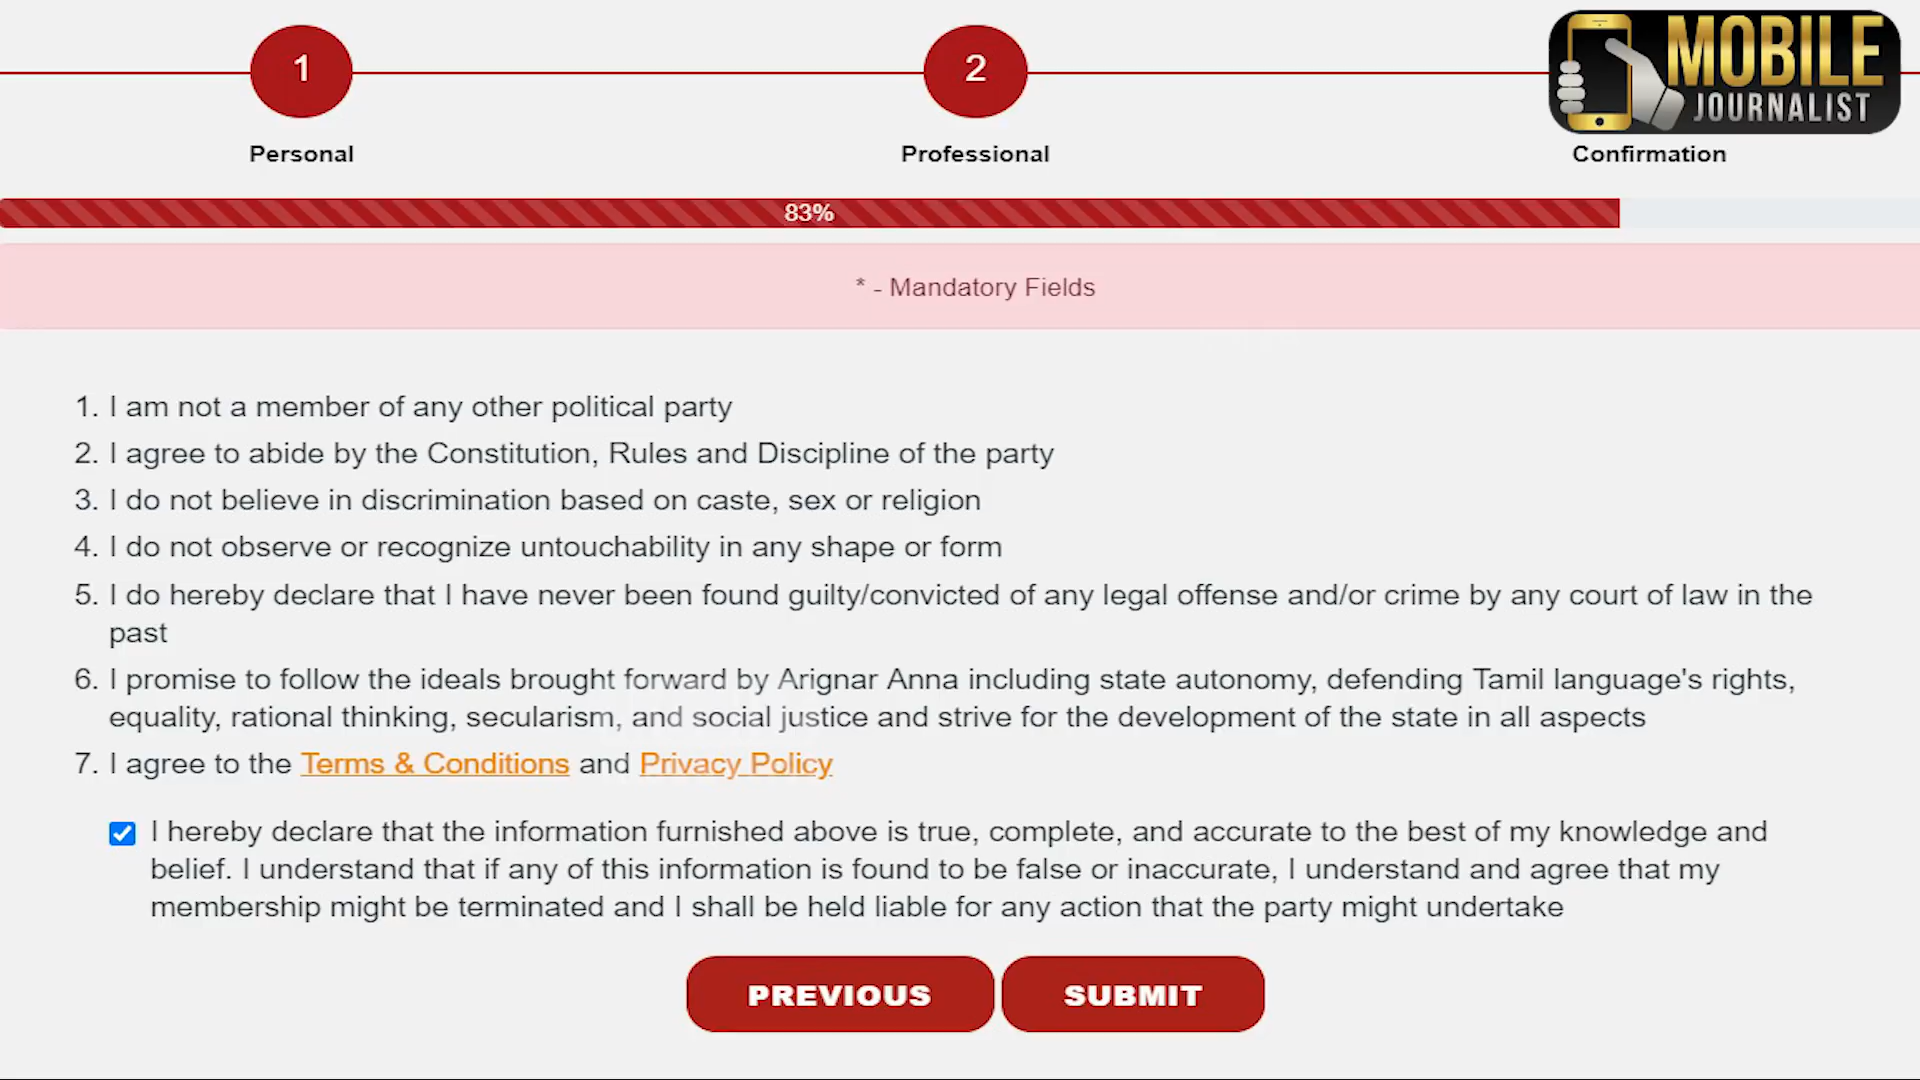 1
2
MOBILE
JOURNALIST
Personal
Professional
Confirmation
83%
* - Mandatory Fields
1. I am not a member of any other political party
2. I agree to abide by the Constitution, Rules and Discipline of the party
3. I do not believe in discrimination based on caste, sex or religion
4. I do not observe or recognize untouchability in any shape or form
5. I do hereby declare that I have never been found guilty/convicted of any legal offense and/or crime by any court of law in the
past
6. I promise to follow the ideals brought forward by Arignar Anna including state autonomy, defending Tamil language's rights,
equality, rational thinking, secularism, and social justice and strive for the development of the state in all aspects
7. I agree to the Terms & Conditions and Privacy Policy
I hereby declare that the information furnished above is true, complete, and accurate to the best of my knowledge and
belief. I understand that if any of this information is found to be false or inaccurate, I understand and agree that my
membership might be terminated and I shall be held liable for any action that the party might undertake
PREVIOUS
SUBMIT